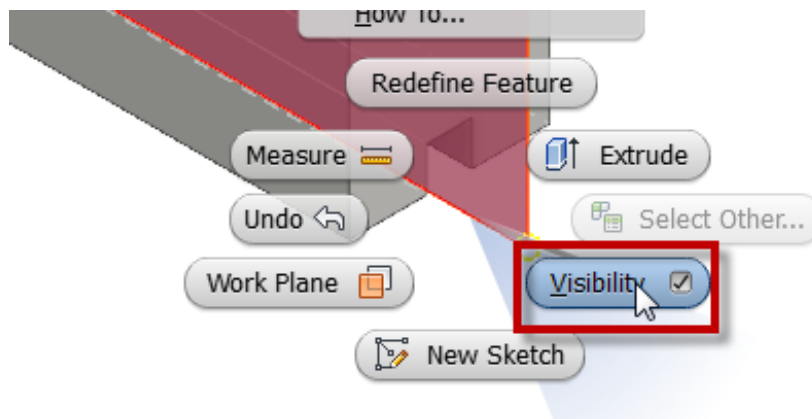 How To...
Redefine Feature
Measure
Extrude
Undo
Select Other...
Work Plane
Visibility
New Sketch